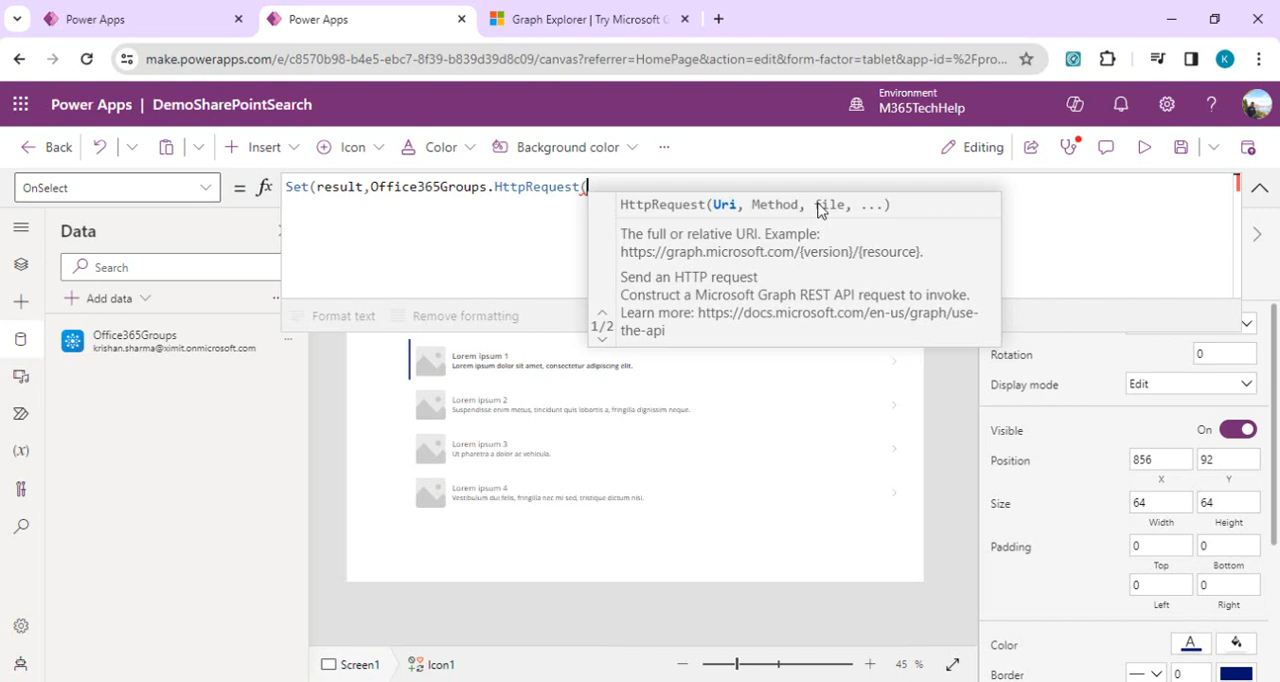 Power Apps
Power Apps
Graph Explorer | Try Microsoft G
make.powerapps.com/e/c8570b98-b4e5-ebc7-8f39-b839d39d8c09/canvas?referrer=HomePage&action=edit&form-factor=tablet&app-id=%2Fpro...
K
Power Apps | DemoSharePointSearch
Environment
M365TechHelp
Back
Insert
Icon
Color
Background color
Editing
OnSelect
= fx
Set(result,Office365Groups.HttpRequest(
HttpRequest(Uri, Method, file, ...)
The full or relative URI. Example:
https://graph.microsoft.com/{version}/{resource}.
Send an HTTP request
Construct a Microsoft Graph REST API request to invoke.
Learn more: https://docs.microsoft.com/en-us/graph/use-
the-api
1/2
Format text
Remove formatting
Data
Search
Add data
Office365Groups
krishan.sharma@ximit.onmicrosoft.com
Lorem ipsum 1
Lorem ipsum dolor sit amet, consectetur adipiscing elit.
Lorem ipsum 2
Suspendisse enim metus, tincidunt quis lobortis a, fringilla dignissim neque.
Lorem ipsum 3
Ut pharetra a dolor ac vehicula.
Lorem ipsum 4
Vestibulum dui felis, fringilla nec mi sed, tristique dictum nisi.
Rotation
0
Display mode
Edit
Visible
On
Position
856
92
X
Y
Size
64
64
Width
Height
Padding
0
0
Top
Bottom
0
0
Left
Right
Color
A
Border
0
Screen1
Icon1
45 %